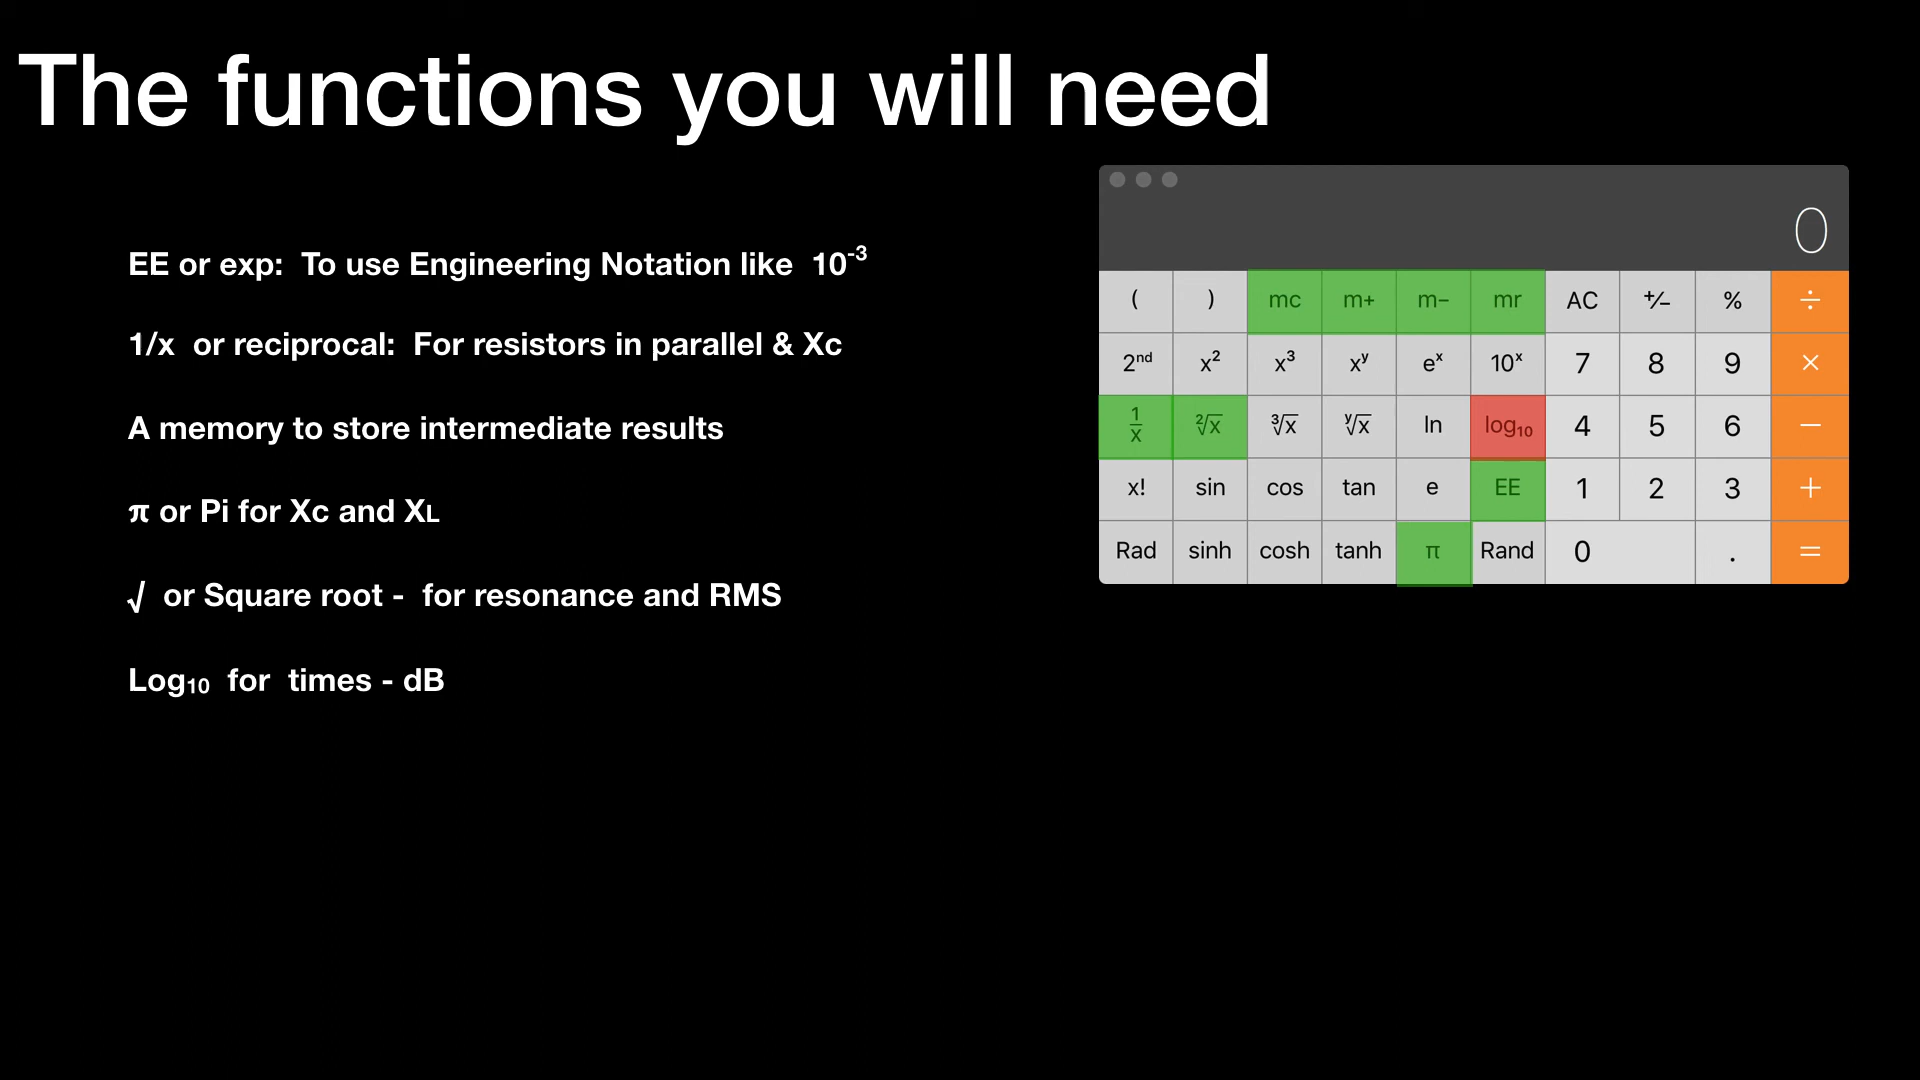 The functions you will need
EE or exp: To use Engineering Notation like 10⁻³
1/x or reciprocal: For resistors in parallel & Xc
A memory to store intermediate results
π or Pi for Xc and XL
√ or Square root - for resonance and RMS
Log₁₀ for times - dB
0
( ) mc m+ m− mr AC +/− % ÷
2ⁿᵈ x² x³ xʸ eˣ 10ˣ 7 8 9 ×
1/x ²√x ³√x ʸ√x ln log₁₀ 4 5 6 −
x! sin cos tan e EE 1 2 3 +
Rad sinh cosh tanh π Rand 0 . =